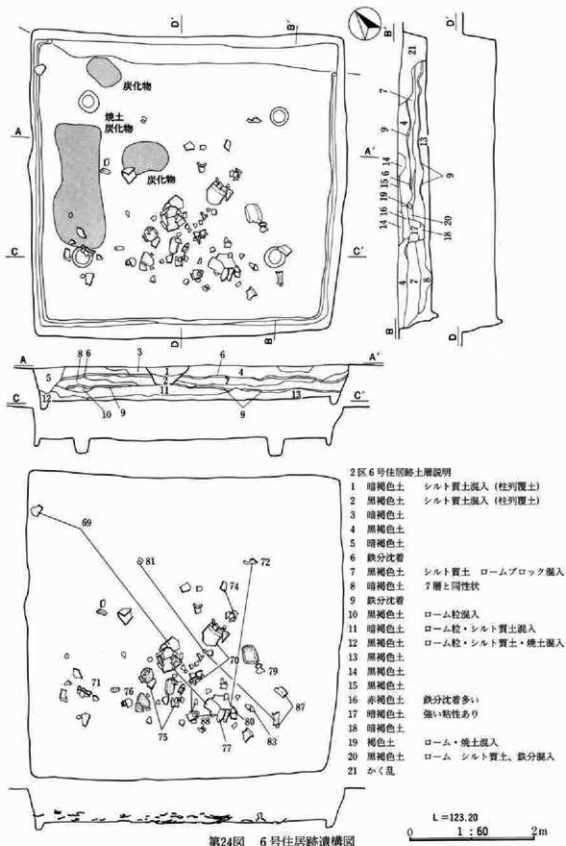 D'
B'
炭化物
焼土
炭化物
炭化物
A
A'
C
C'
D
B
B'
D'
21
7
4
9
13
A'
14
6
15
19
16
14
9
20
18
17
4
7
8
B
D
A
8 6
3
1
6
4
A'
5
2
7
11
13
12
10
9
9
C
C'
69
81
72
74
70
79
71
76
75
88
77
80
83
87
2区6号住居跡土層説明
1 暗褐色土 シルト質土混入 (柱列覆土)
2 黒褐色土 シルト質土混入 (柱列覆土)
3 暗褐色土
4 黒褐色土
5 暗褐色土
6 鉄分沈着
7 黒褐色土 シルト質土 ロームブロック混入
8 暗褐色土 7層と同性状
9 鉄分沈着
10 黒褐色土 ローム粒混入
11 暗褐色土 ローム粒・シルト質土混入
12 黒褐色土 ローム粒・シルト質土・焼土混入
13 黒褐色土
14 黒褐色土
15 黒褐色土
16 赤褐色土 鉄分沈着多い
17 暗褐色土 強い粘性あり
18 暗褐色土
19 褐色土 ローム・焼土混入
20 黒褐色土 ローム シルト質土、鉄分混入
21 かく乱
L=123.20
0 1:60 2m
第24図 6号住居跡遺構図